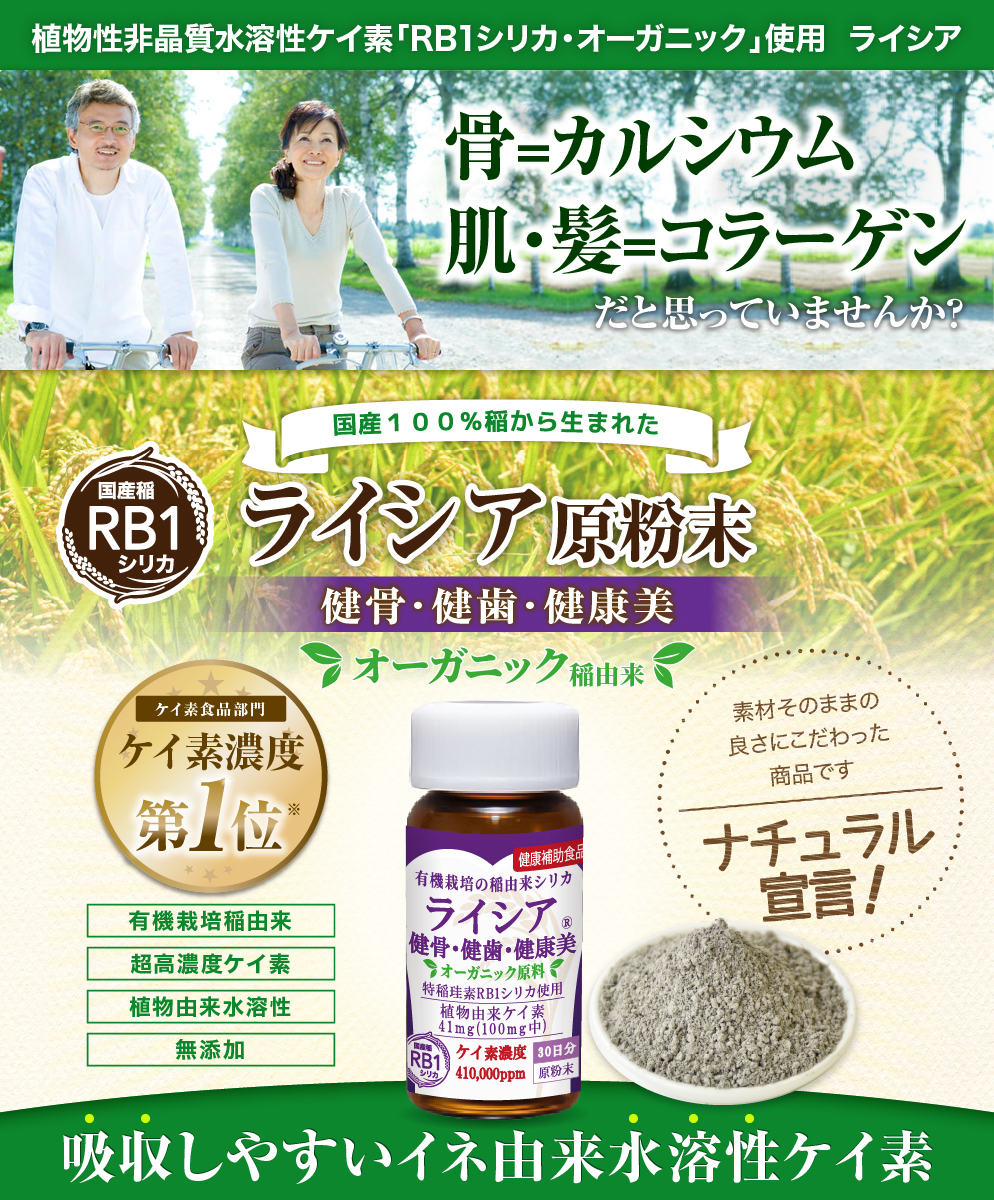 植物性非晶質水溶性ケイ素「RB1シリカ・オーガニック」使用　ライシア
骨=カルシウム
肌・髪=コラーゲン
だと思っていませんか?
国産１００％稲から生まれた
国産稲
RB1
シリカ
ライシア原粉末
健骨・健歯・健康美
オーガニック稲由来
ケイ素食品部門
ケイ素濃度
第1位※
素材そのままの
良さにこだわった
商品です
ナチュラル
宣言!
有機栽培稲由来
超高濃度ケイ素
植物由来水溶性
無添加
健康補助食品
有機栽培の稲由来シリカ
ライシア®
健骨・健歯・健康美
オーガニック原料
特稲珪素RB1シリカ使用
植物由来ケイ素
41mg(100mg中)
国産稲
RB1
シリカ
ケイ素濃度
410,000ppm
30日分
原粉末
吸収しやすいイネ由来水溶性ケイ素